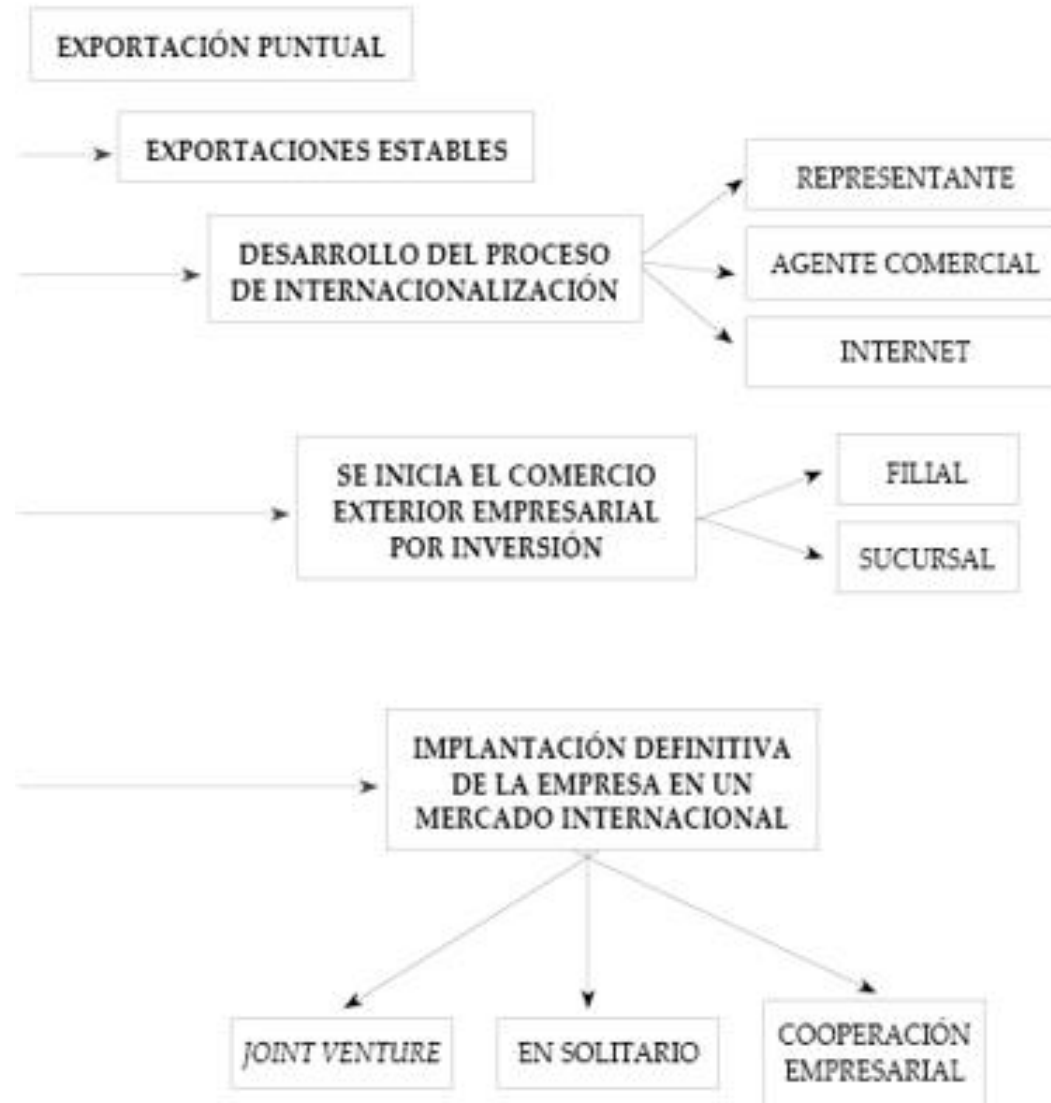 EXPORTACIÓN PUNTUAL
EXPORTACIONES ESTABLES
DESARROLLO DEL PROCESO
DE INTERNACIONALIZACIÓN
REPRESENTANTE
AGENTE COMERCIAL
INTERNET
SE INICIA EL COMERCIO
EXTERIOR EMPRESARIAL
POR INVERSIÓN
FILIAL
SUCURSAL
IMPLANTACIÓN DEFINITIVA
DE LA EMPRESA EN UN
MERCADO INTERNACIONAL
JOINT VENTURE
EN SOLITARIO
COOPERACIÓN
EMPRESARIAL